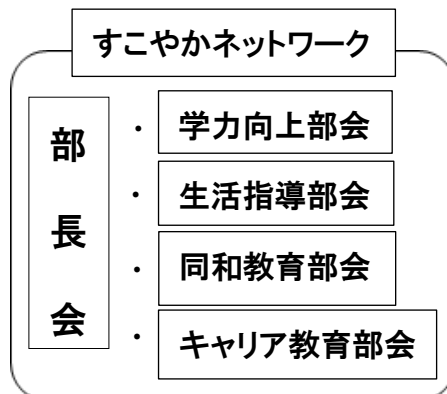 すこやかネットワーク
部長会
・学力向上部会
・生活指導部会
・同和教育部会
・キャリア教育部会